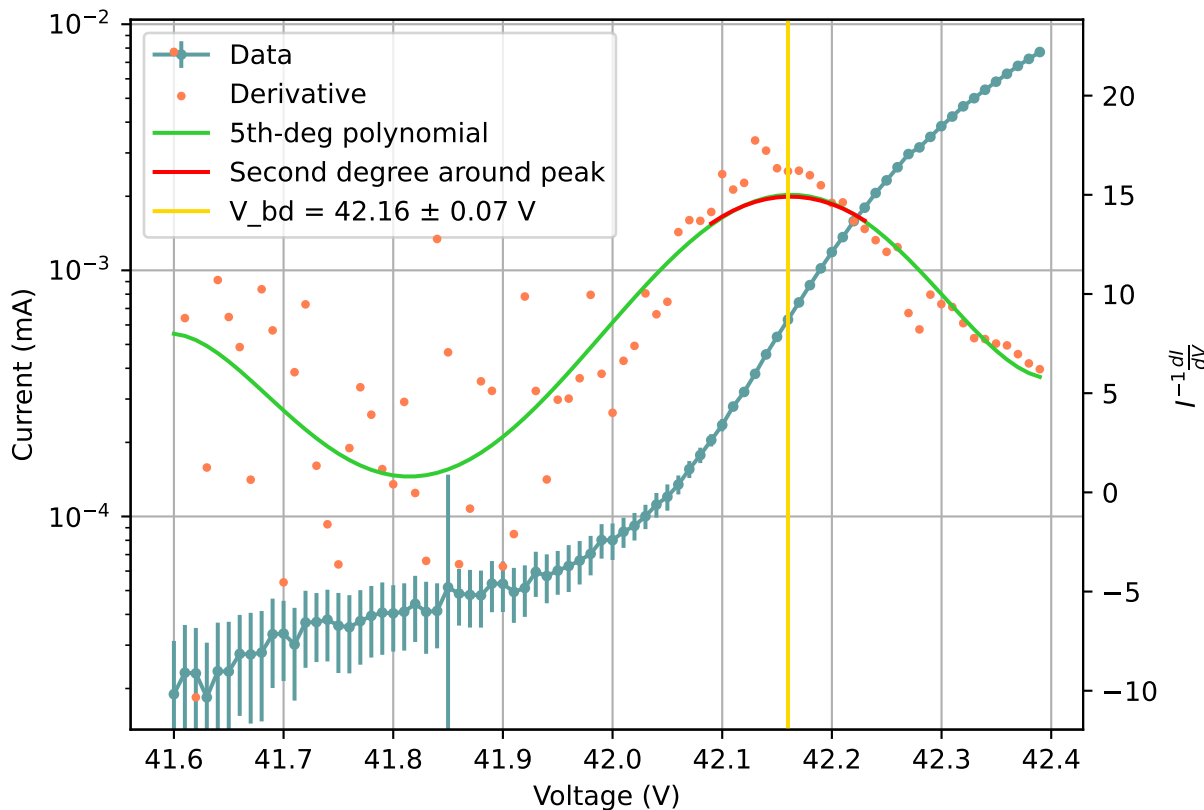 10⁻²
10⁻³
10⁻⁴
Current (mA)
Data
Derivative
5th-deg polynomial
Second degree around peak
V_bd = 42.16 ± 0.07 V
20
15
10
5
0
−5
−10
I⁻¹ dI/dV
41.6 41.7 41.8 41.9 42.0 42.1 42.2 42.3 42.4
Voltage (V)